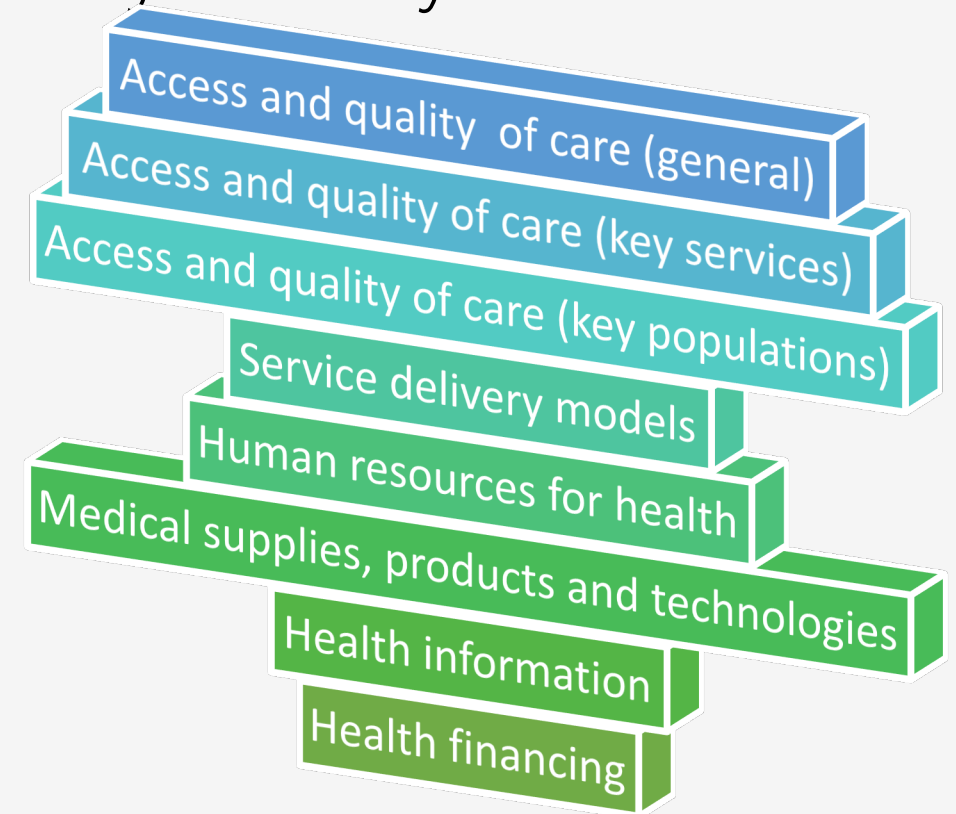 Access and quality of care (general)
Access and quality of care (key services)
Access and quality of care (key populations)
Service delivery models
Human resources for health
Medical supplies, products and technologies
Health information
Health financing